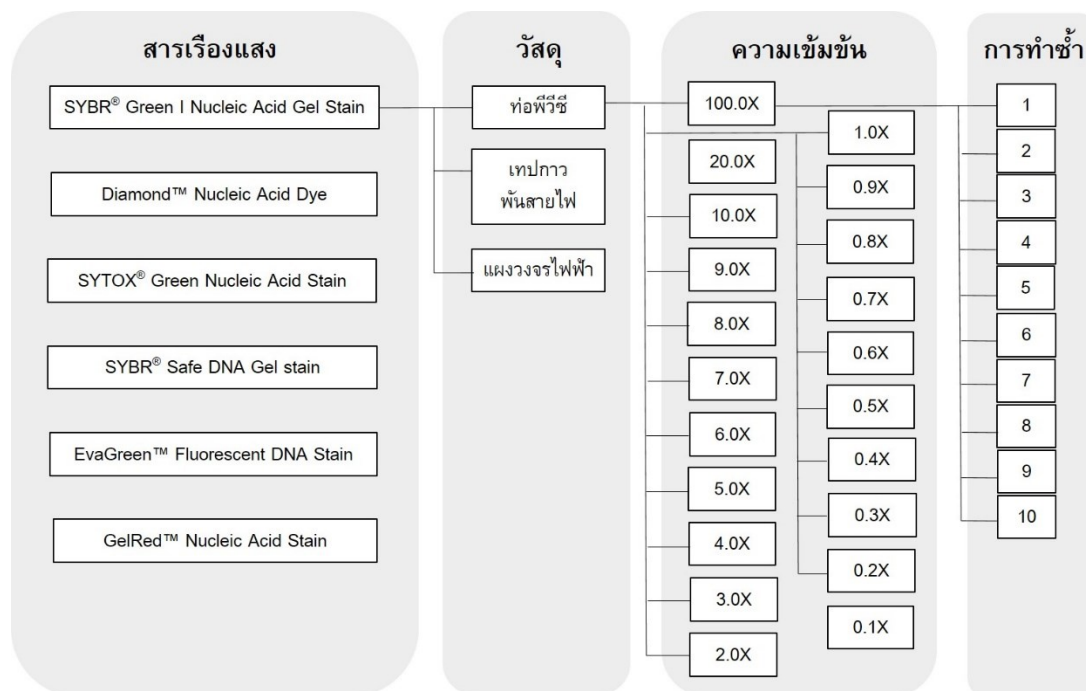 สารเรืองแสง
SYBR® Green I Nucleic Acid Gel Stain
Diamond™ Nucleic Acid Dye
SYTOX® Green Nucleic Acid Stain
SYBR® Safe DNA Gel stain
EvaGreen™ Fluorescent DNA Stain
GelRed™ Nucleic Acid Stain
วัสดุ
ท่อพีวีซี
เทปกาว
พันสายไฟ
แผงวงจรไฟฟ้า
ความเข้มข้น
100.0X
20.0X
10.0X
9.0X
8.0X
7.0X
6.0X
5.0X
4.0X
3.0X
2.0X
1.0X
0.9X
0.8X
0.7X
0.6X
0.5X
0.4X
0.3X
0.2X
0.1X
การทำซ้ำ
1
2
3
4
5
6
7
8
9
10